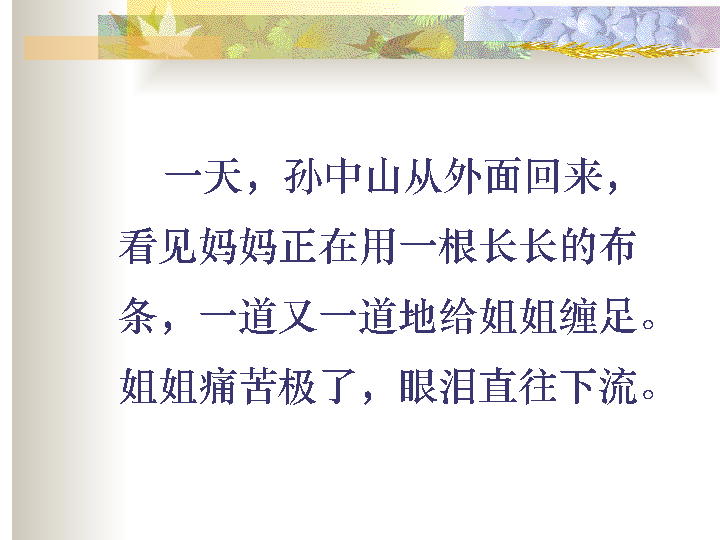 一天，孙中山从外面回来，
看见妈妈正在用一根长长的布
条，一道又一道地给姐姐缠足。
姐姐痛苦极了，眼泪直往下流。